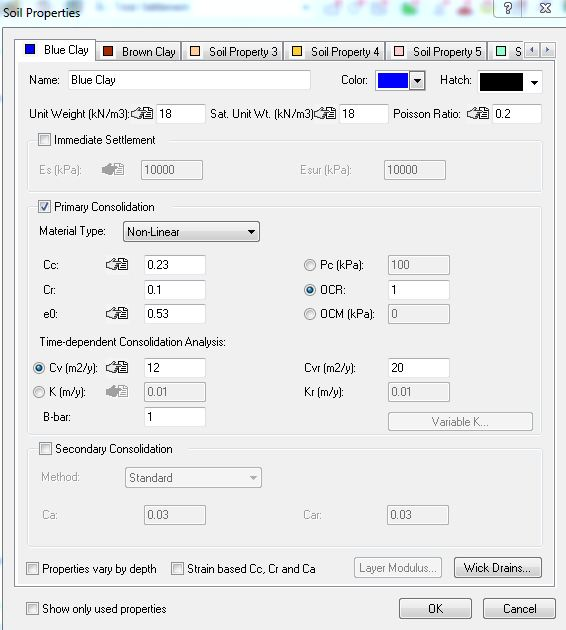 Soil Properties
Blue Clay Brown Clay Soil Property 3 Soil Property 4 Soil Property 5 S
Name: Blue Clay Color: Hatch:
Unit Weight (kN/m3): 18 Sat. Unit Wt. (kN/m3) 18 Poisson Ratio: 0.2
Immediate Settlement
Es (kPa): 10000 Esur (kPa): 10000
Primary Consolidation
Material Type: Non-Linear
Cc: 0.23 Pc (kPa): 100
Cr: 0.1 OCR: 1
e0: 0.53 OCM (kPa): 0
Time-dependent Consolidation Analysis:
Cv (m2/y): 12 Cvr (m2/y): 20
K (m/y): 0.01 Kr (m/y): 0.01
B-bar: 1 Variable K...
Secondary Consolidation
Method: Standard
Ca: 0.03 Car: 0.03
Properties vary by depth Strain based Cc, Cr and Ca Layer Modulus... Wick Drains...
Show only used properties OK Cancel